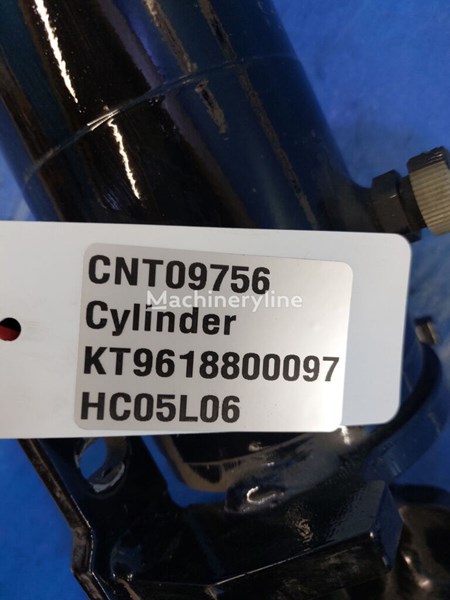 CNT09756
Machineryline
Cylinder
KT9618800097
HC05L06